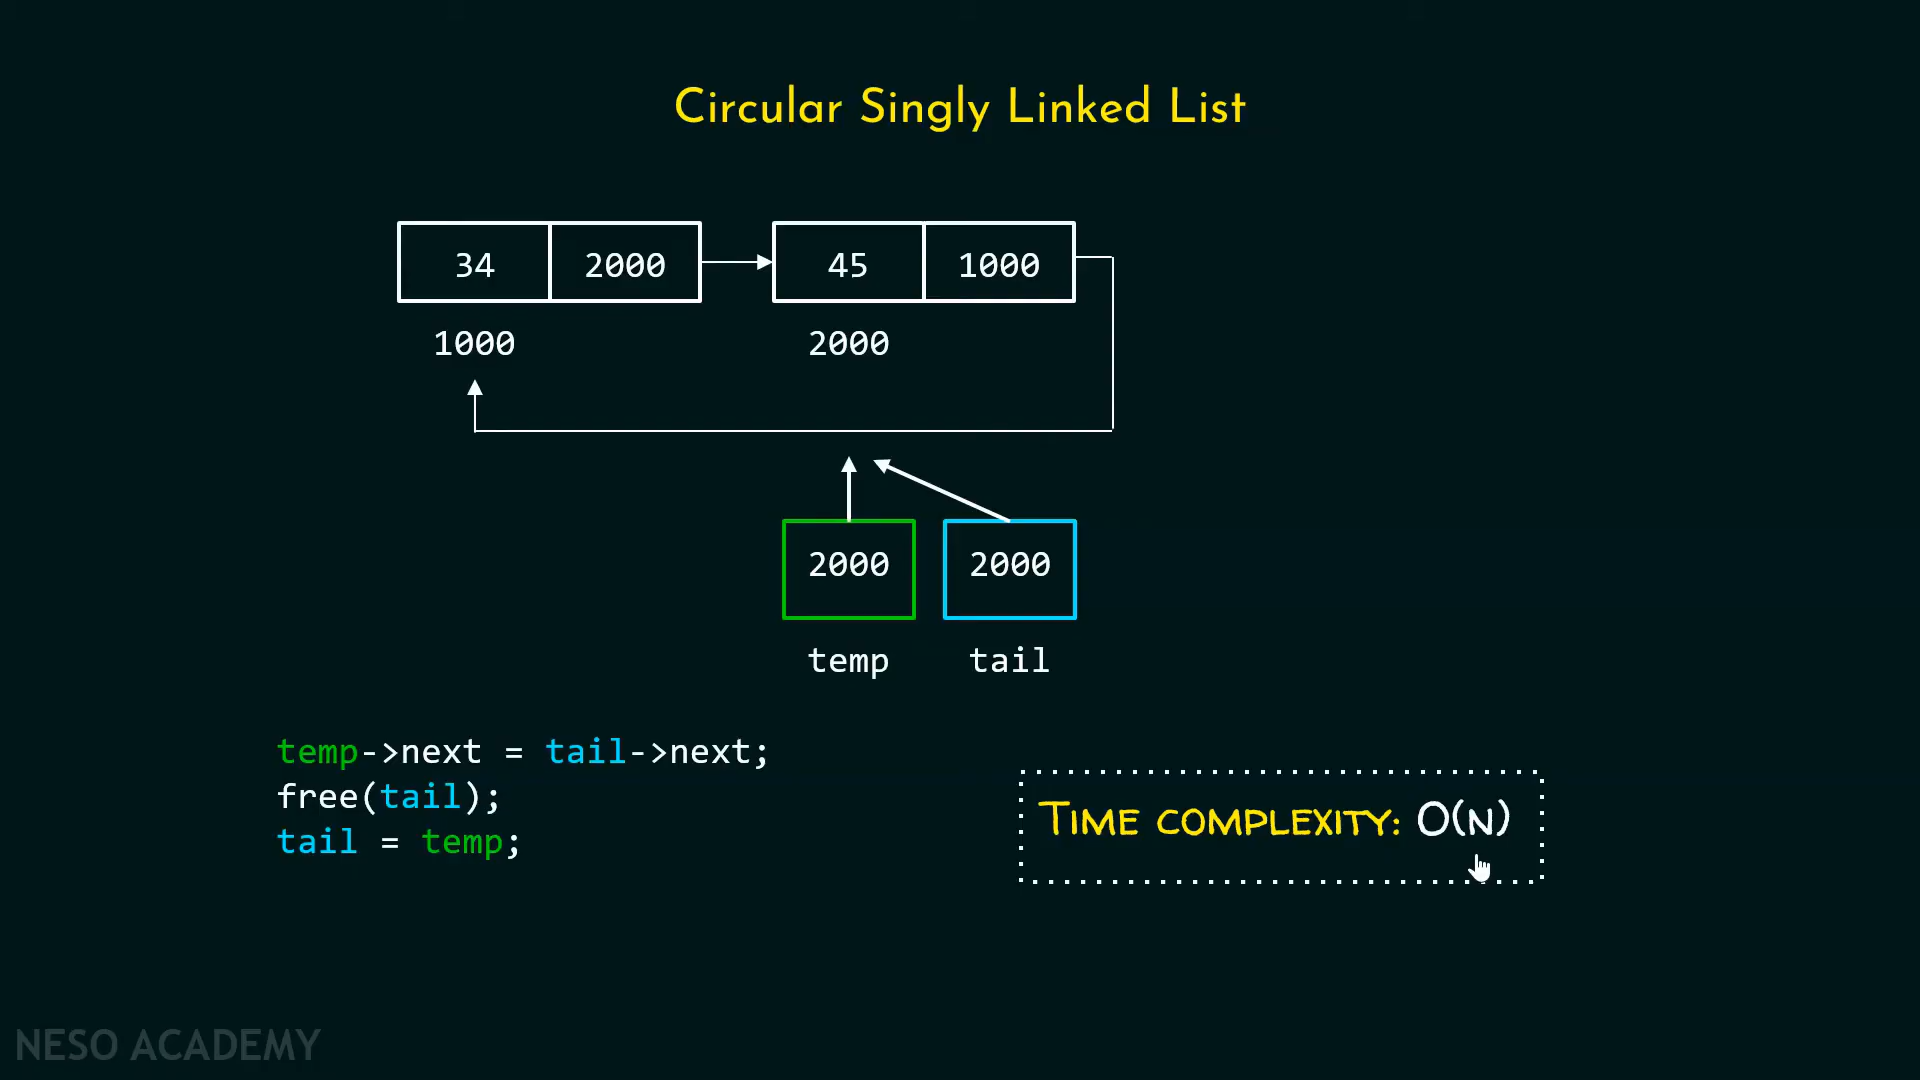 Circular Singly Linked List
34 2000 45 1000
1000 2000
2000 2000
temp tail
temp->next = tail->next;
free(tail);
tail = temp;
TIME COMPLEXITY: O(N)
NESO ACADEMY